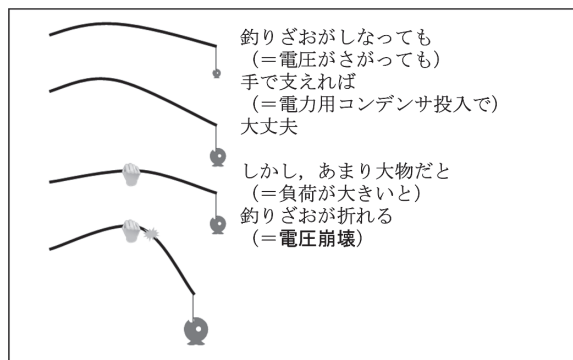 釣りざおがしなっても
(=電圧がさがっても)
手で支えれば
(=電力用コンデンサ投入で)
大丈夫
しかし，あまり大物だと
(=負荷が大きいと)
釣りざおが折れる
(=電圧崩壊)